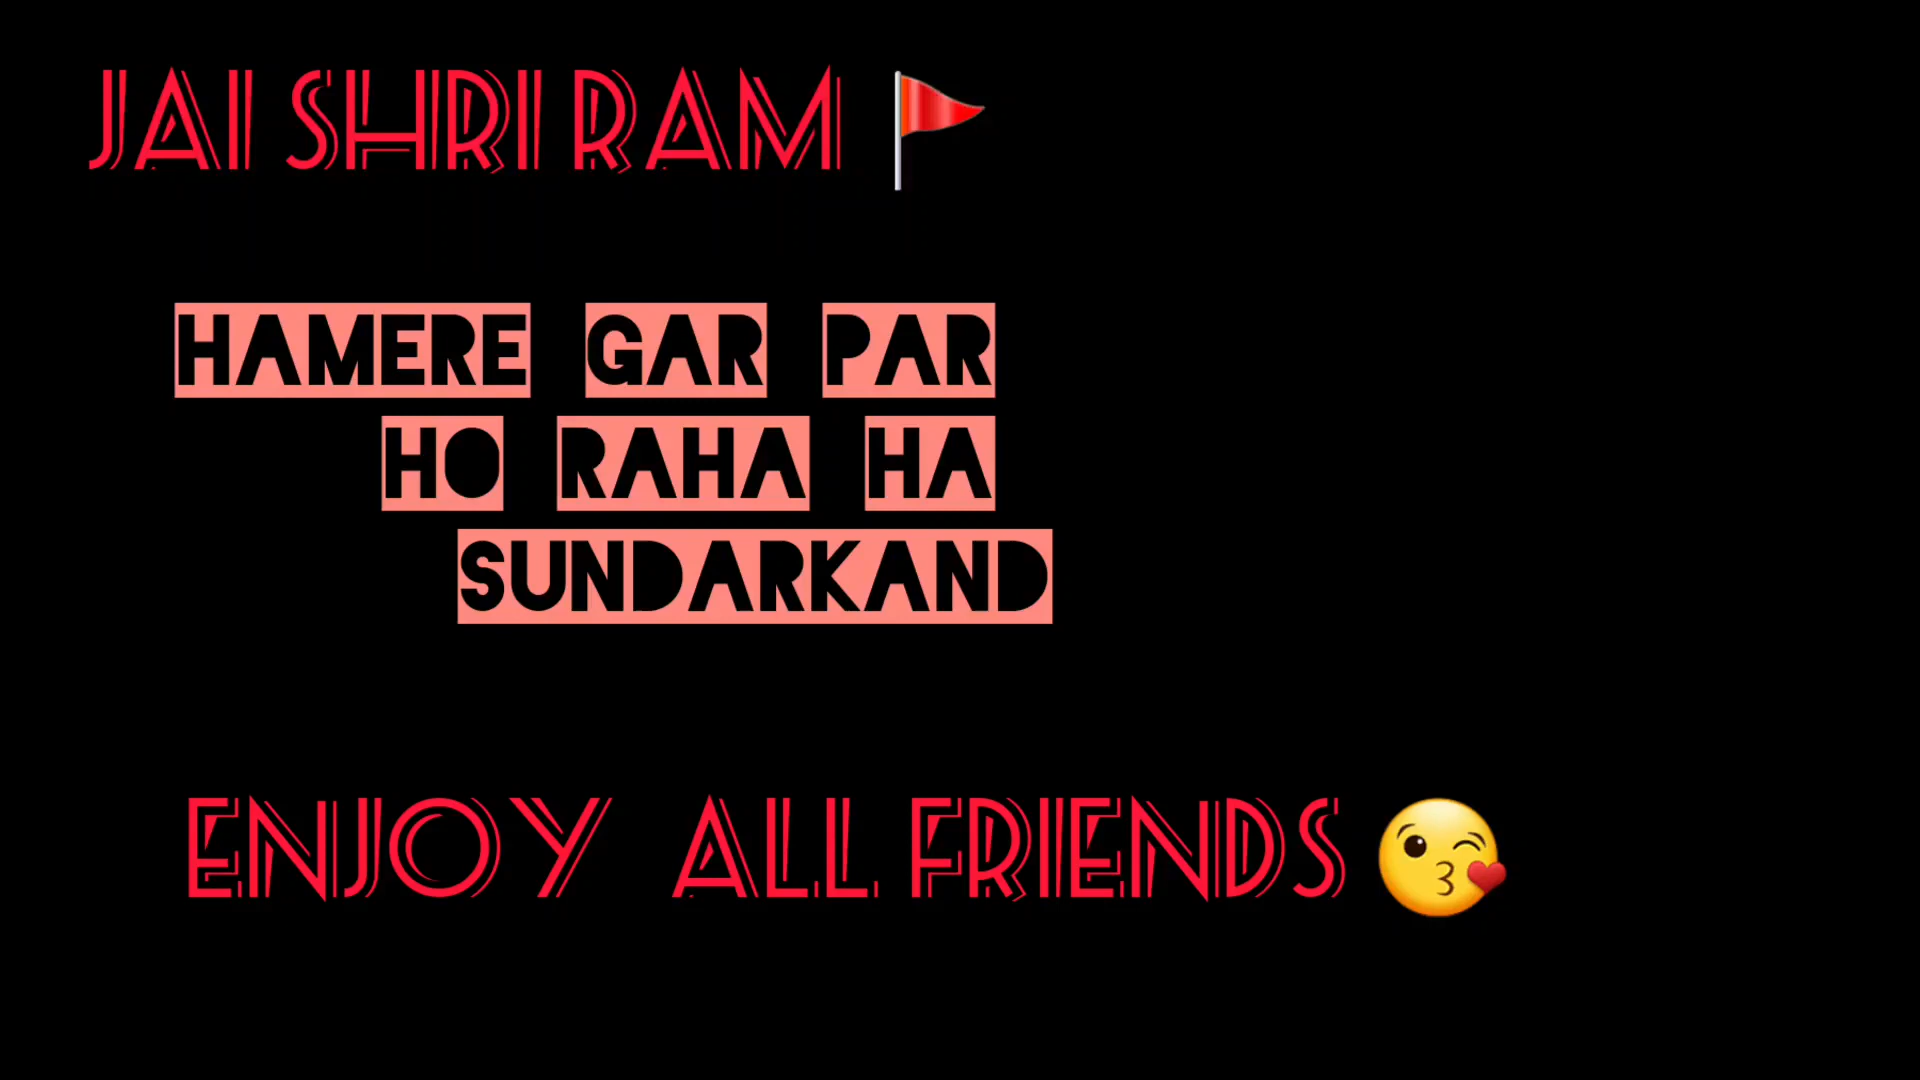 JAI SHRI RAM 🚩
HAMERE GAR PAR
HO RAHA HA
SUNDARKAND
ENJOY ALL FRIENDS 😘